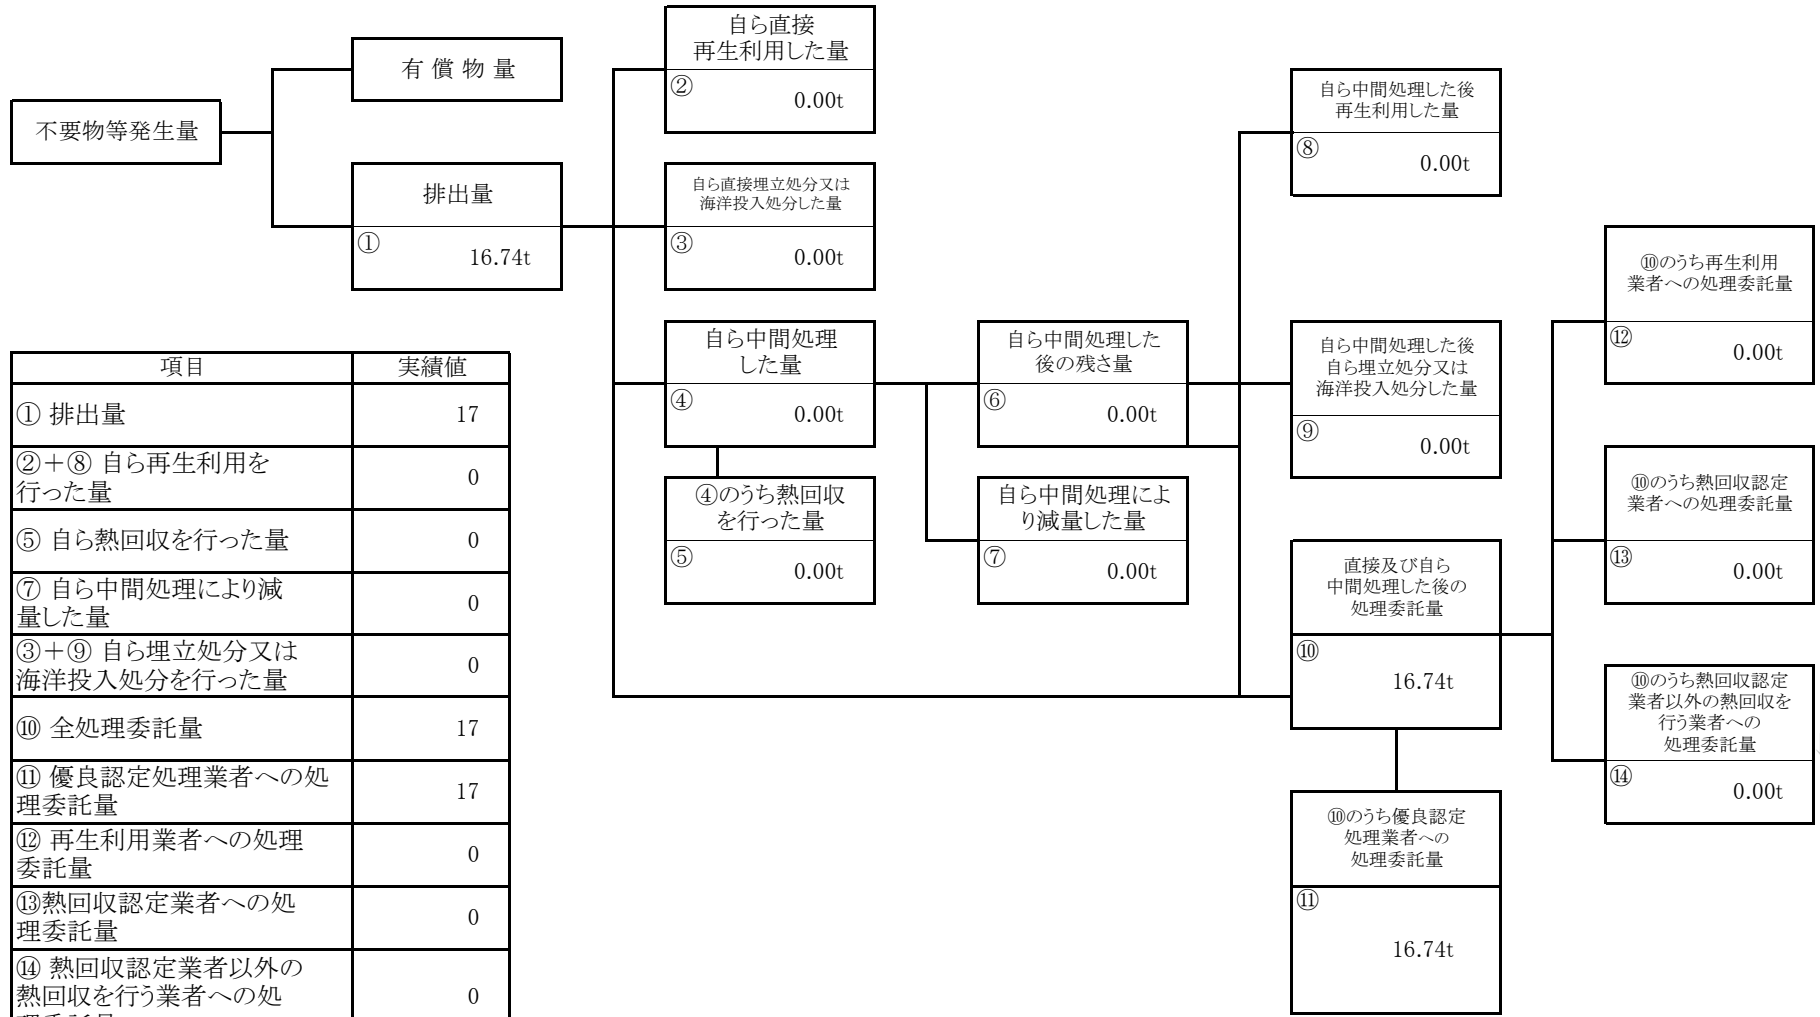 不要物等発生量
有 償 物 量
排出量
①
16.74t
自ら直接
再生利用した量
②
0.00t
自ら直接埋立処分又は
海洋投入処分した量
③
0.00t
自ら中間処理
した量
④
0.00t
④のうち熱回収
を行った量
⑤
0.00t
自ら中間処理した
後の残さ量
⑥
0.00t
自ら中間処理によ
り減量した量
⑦
0.00t
自ら中間処理した後
再生利用した量
⑧
0.00t
自ら中間処理した後
自ら埋立処分又は
海洋投入処分した量
⑨
0.00t
直接及び自ら
中間処理した後の
処理委託量
⑩
16.74t
⑩のうち優良認定
処理業者への
処理委託量
⑪
16.74t
⑩のうち再生利用
業者への処理委託量
⑫
0.00t
⑩のうち熱回収認定
業者への処理委託量
⑬
0.00t
⑩のうち熱回収認定
業者以外の熱回収を
行う業者への
処理委託量
⑭
0.00t
項目 実績値
① 排出量 17
②＋⑧ 自ら再生利用を
行った量 0
⑤ 自ら熱回収を行った量 0
⑦ 自ら中間処理により減
量した量 0
③＋⑨ 自ら埋立処分又は
海洋投入処分を行った量 0
⑩ 全処理委託量 17
⑪ 優良認定処理業者への処
理委託量 17
⑫ 再生利用業者への処理
委託量 0
⑬熱回収認定業者への処
理委託量 0
⑭ 熱回収認定業者以外の
熱回収を行う業者への処 0